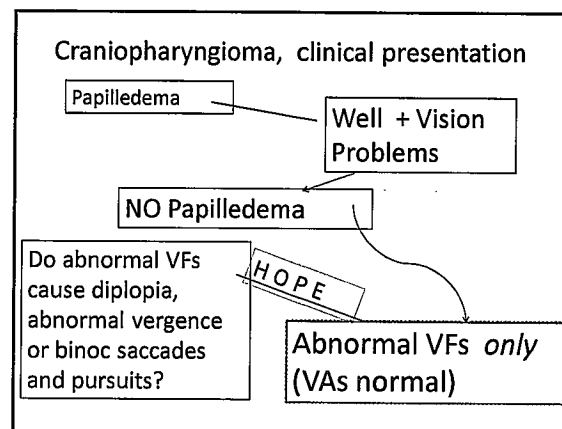 Craniopharyngioma, clinical presentation
Papilledema
Well + Vision
Problems
NO Papilledema
Do abnormal VFs
cause diplopia,
abnormal vergence
or binoc saccades
and pursuits?
HOPE
Abnormal VFs only
(VAs normal)